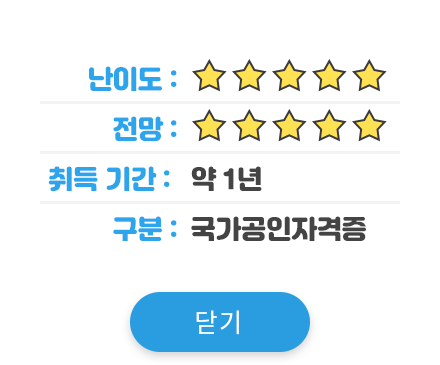 난이도 : ★★★★★
전망 : ★★★★★
취득 기간 : 약 1년
구분 : 국가공인자격증
닫기